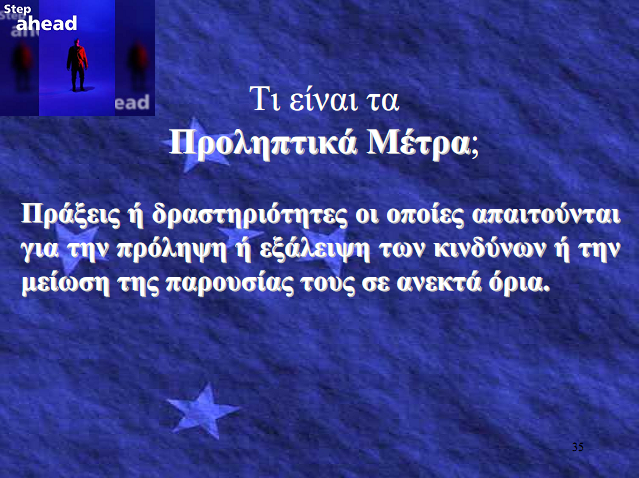 Step
ahead
ahead
Τι είναι τα
Προληπτικά Μέτρα;
Πράξεις ή δραστηριότητες οι οποίες απαιτούνται
για την πρόληψη ή εξάλειψη των κινδύνων ή την
μείωση της παρουσίας τους σε ανεκτά όρια.
35